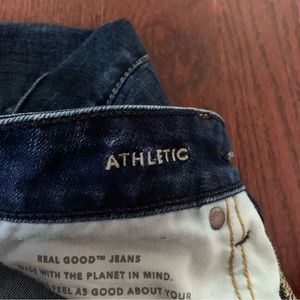 ATHLETIC
REAL GOOD™ JEANS
MADE WITH THE PLANET IN MIND.
FEEL AS GOOD ABOUT YOUR